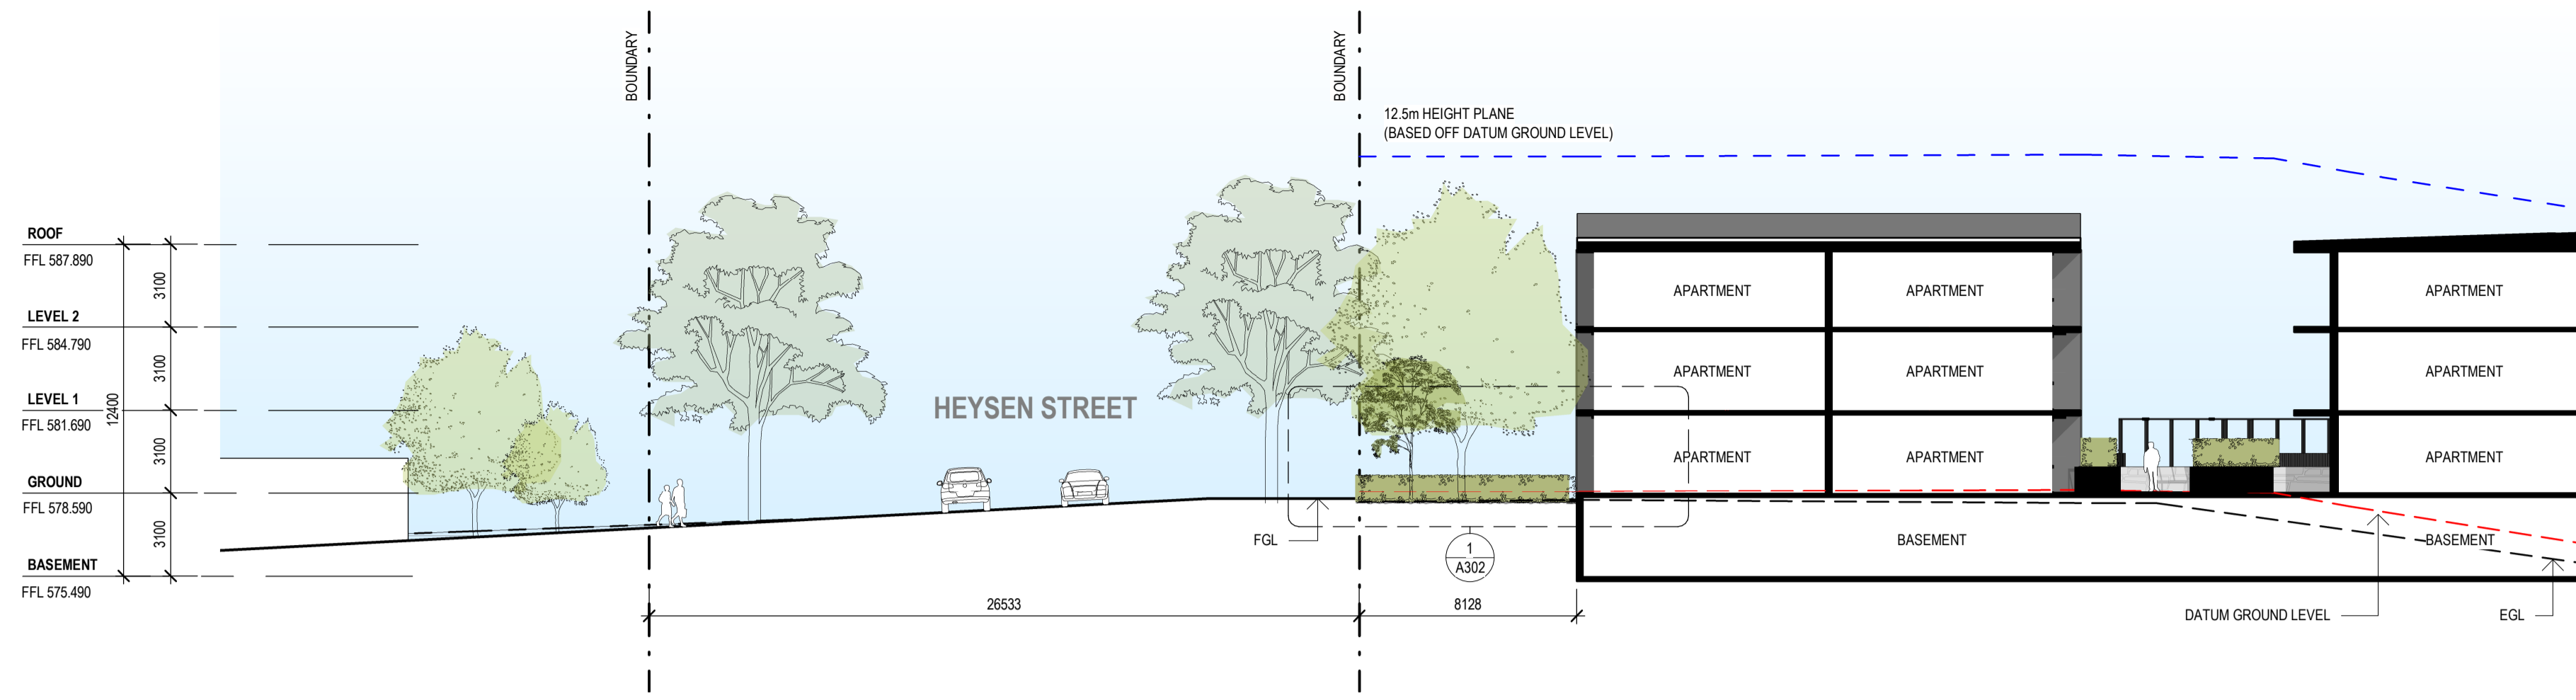 BOUNDARY
BOUNDARY
12.5m HEIGHT PLANE
(BASED OFF DATUM GROUND LEVEL)
ROOF
FFL 587.890
3100
LEVEL 2
FFL 584.790
3100
LEVEL 1
FFL 581.690
12400
3100
GROUND
FFL 578.590
3100
BASEMENT
FFL 575.490
HEYSEN STREET
APARTMENT
APARTMENT
APARTMENT
APARTMENT
APARTMENT
APARTMENT
APARTMENT
APARTMENT
APARTMENT
FGL
1
A302
BASEMENT
BASEMENT
26533
8128
DATUM GROUND LEVEL
EGL